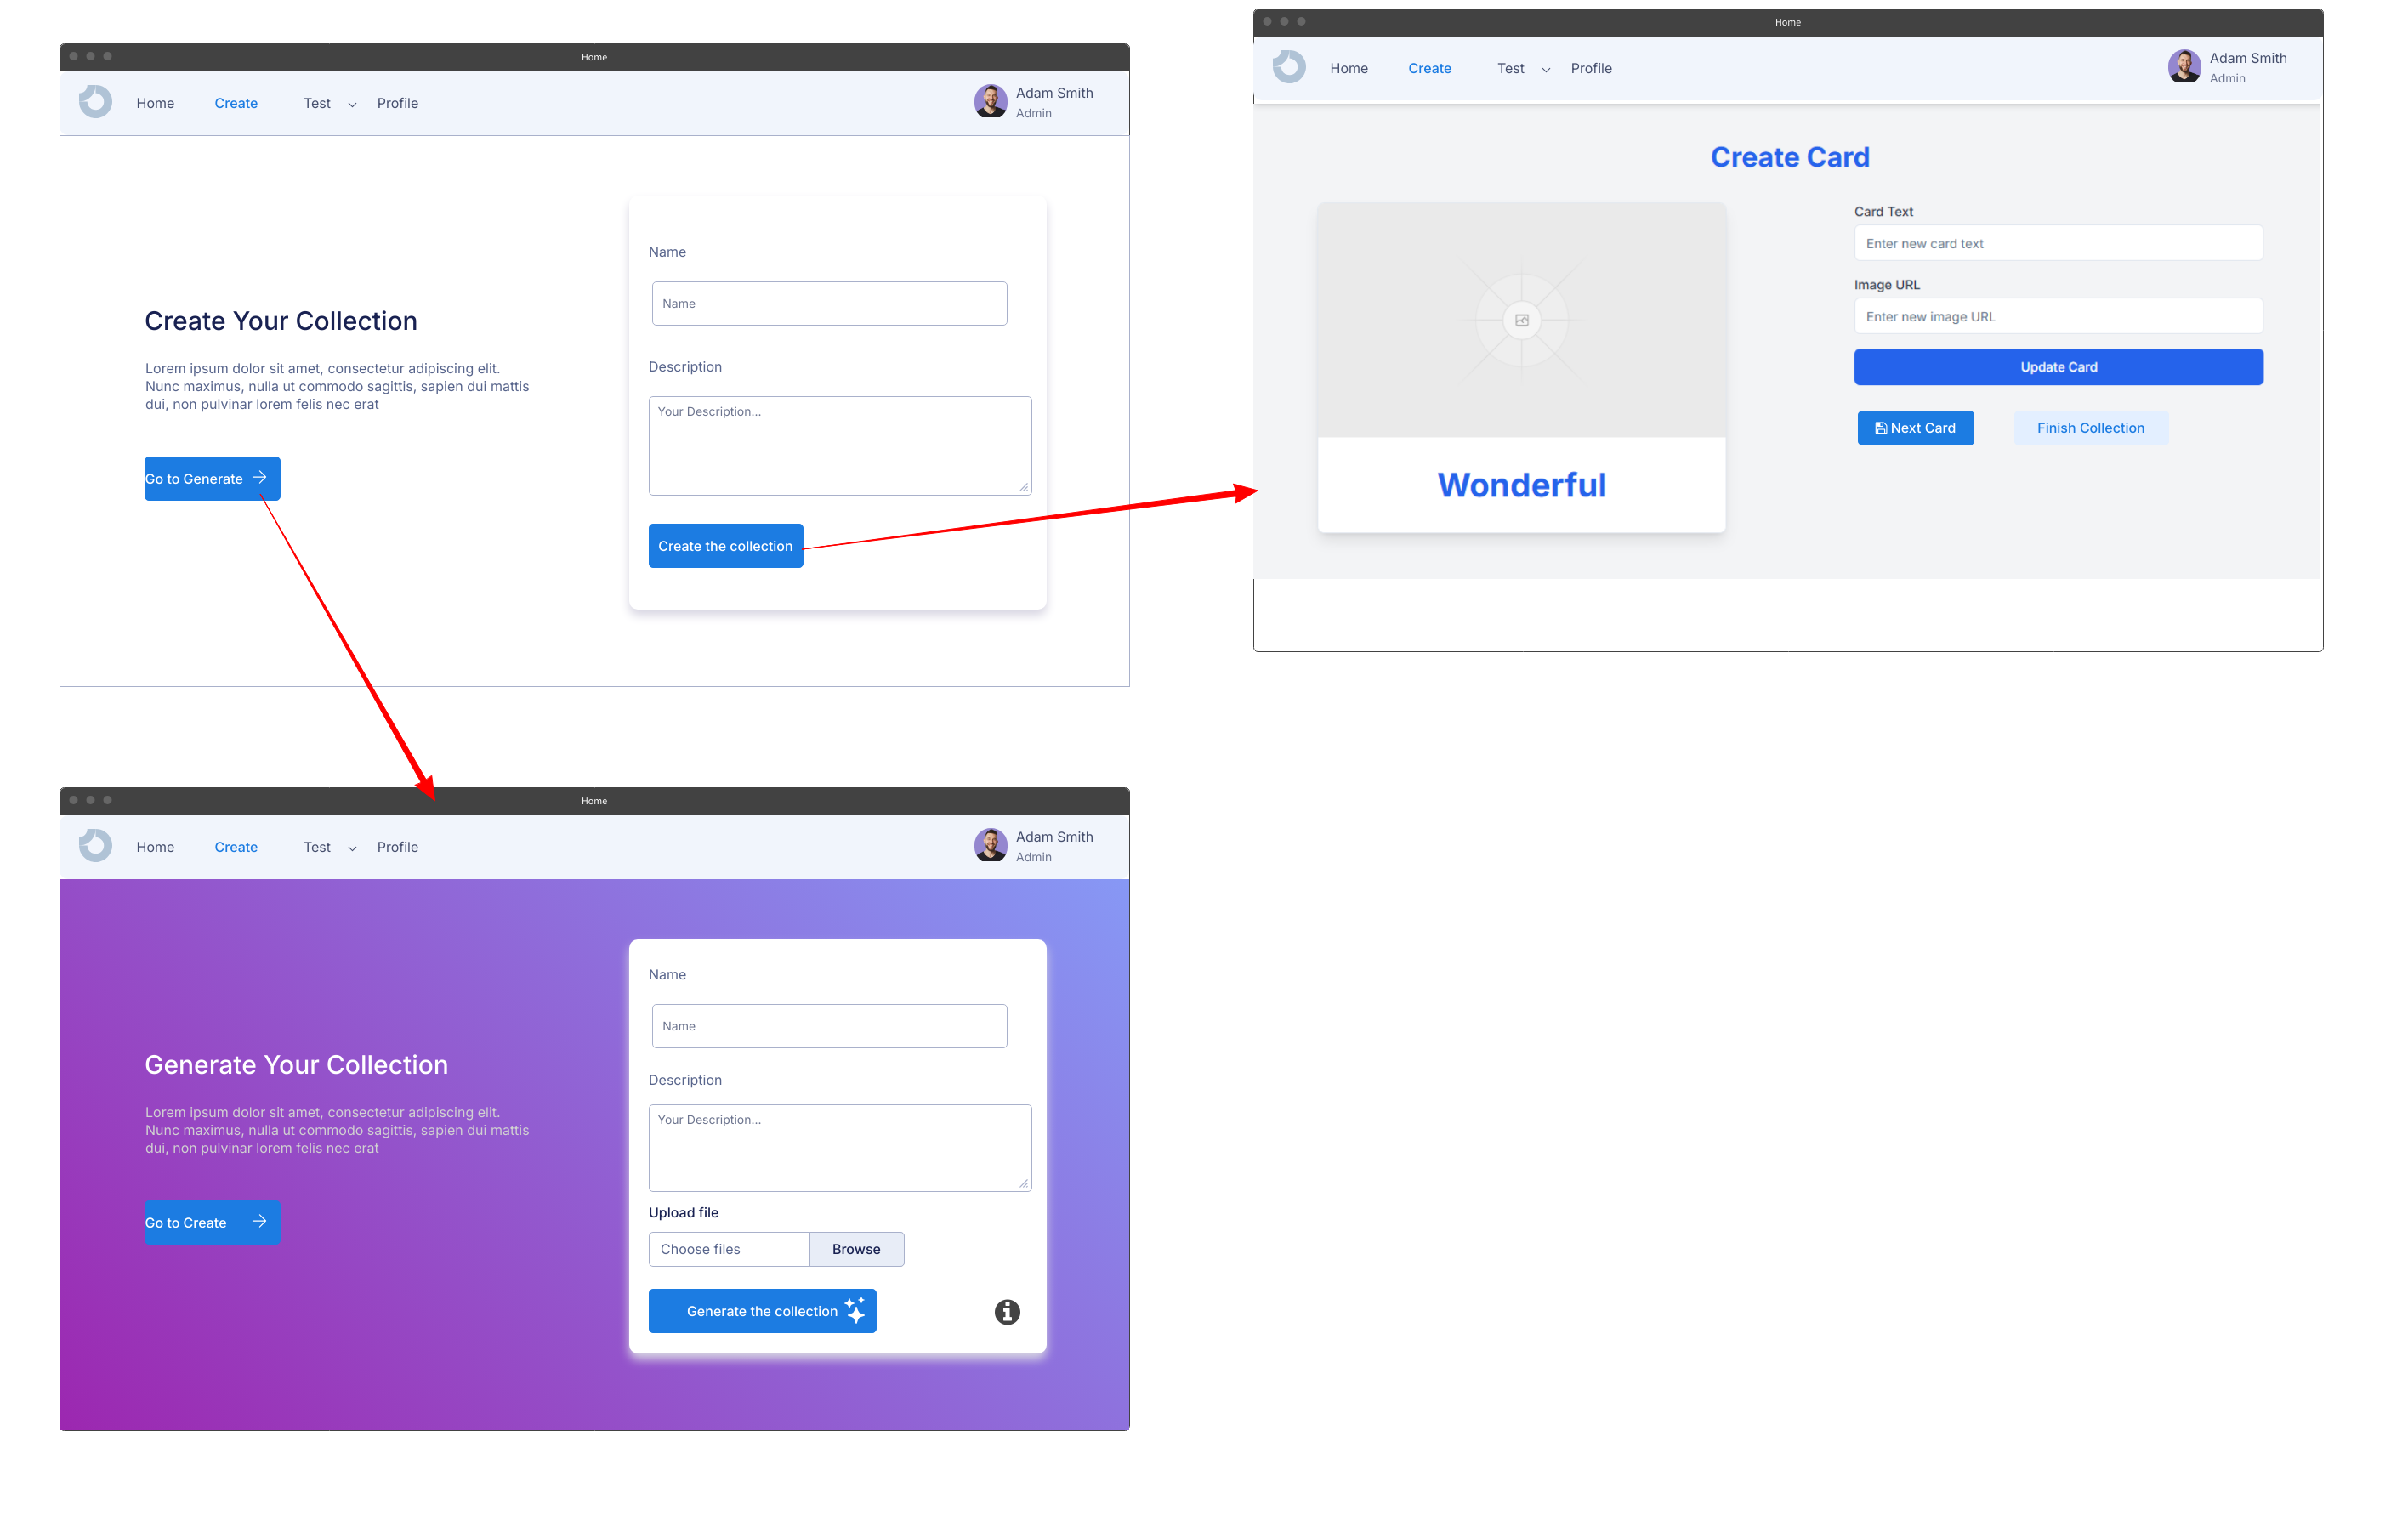 Home
Home
Create
Test
Profile
Adam Smith
Admin
Create Your Collection
Lorem ipsum dolor sit amet, consectetur adipiscing elit.
Nunc maximus, nulla ut commodo sagittis, sapien dui mattis
dui, non pulvinar lorem felis nec erat
Go to Generate
Name
Name
Description
Your Description...
Create the collection
Home
Home
Create
Test
Profile
Adam Smith
Admin
Create Card
Wonderful
Card Text
Enter new card text
Image URL
Enter new image URL
Update Card
Next Card
Finish Collection
Home
Home
Create
Test
Profile
Adam Smith
Admin
Generate Your Collection
Lorem ipsum dolor sit amet, consectetur adipiscing elit.
Nunc maximus, nulla ut commodo sagittis, sapien dui mattis
dui, non pulvinar lorem felis nec erat
Go to Create
Name
Name
Description
Your Description...
Upload file
Choose files
Browse
Generate the collection